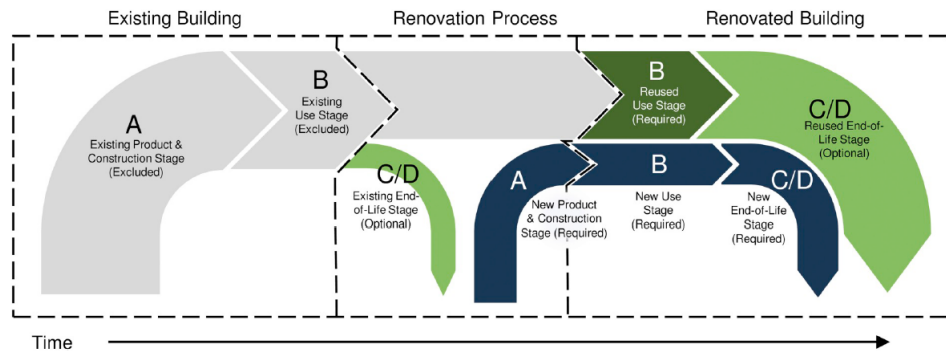 Existing Building
Renovation Process
Renovated Building
A
Existing Product &
Construction Stage
(Excluded)
B
Existing
Use Stage
(Excluded)
C/D
Existing End-
of-Life Stage
(Optional)
A
New Product
& Construction
Stage (Required)
B
Reused
Use Stage
(Required)
B
New Use
Stage
(Required)
C/D
New
End-of-Life
Stage
(Required)
C/D
Reused End-of-
Life Stage
(Optional)
Time